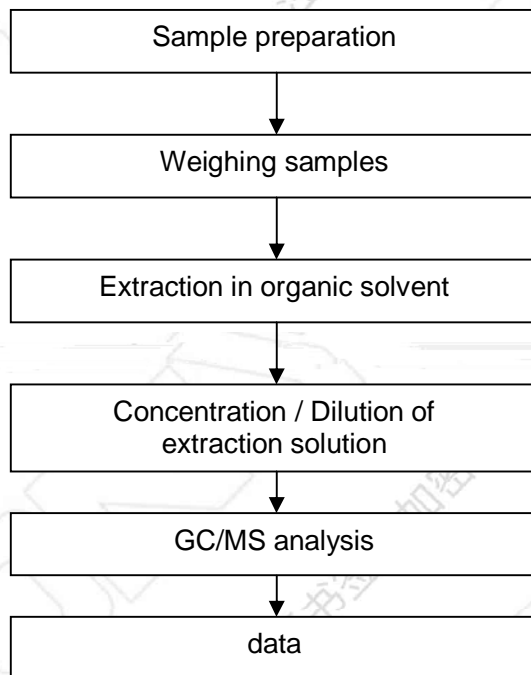 Sample preparation
Weighing samples
Extraction in organic solvent
Concentration / Dilution of
extraction solution
GC/MS analysis
data